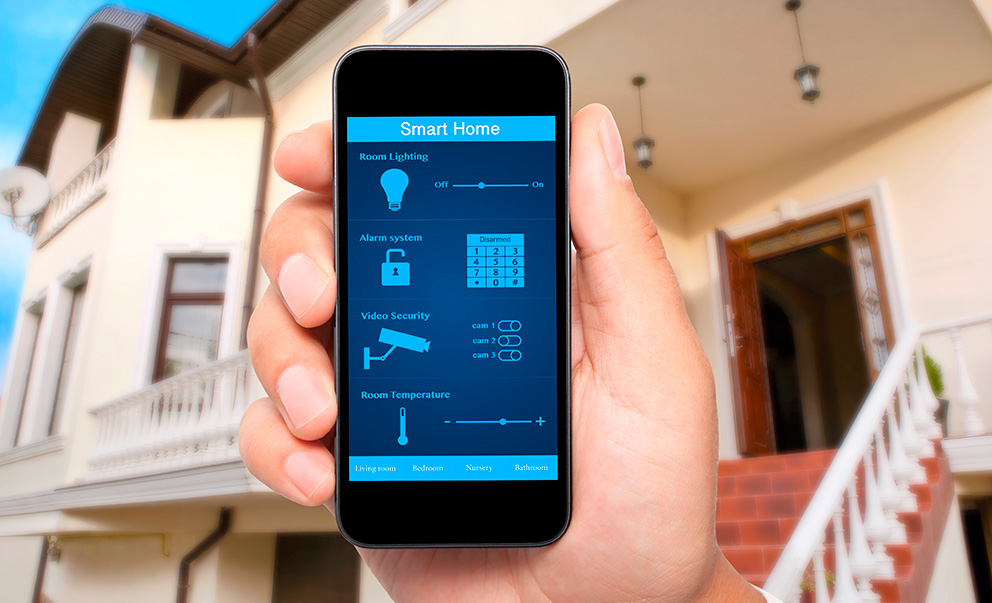 Smart Home
Room Lighting
Off On
Alarm system
Disarmed
1 2 3
4 5 6
7 8 9
* 0 #
Video Security
cam 1
cam 2
cam 3
Room Temperature
- +
Living room Bedroom Nursery Bathroom